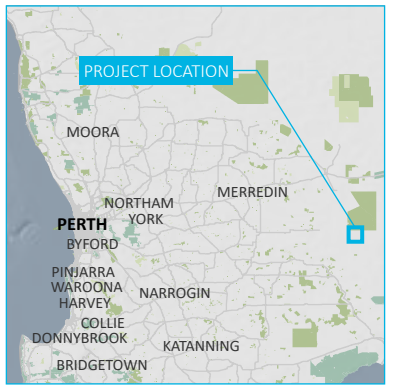 PROJECT LOCATION
MOORA
MERREDIN
NORTHAM
YORK
PERTH
BYFORD
PINJARRA
WAROONA
NARROGIN
HARVEY
COLLIE
DONNYBROOK
KATANNING
BRIDGETOWN